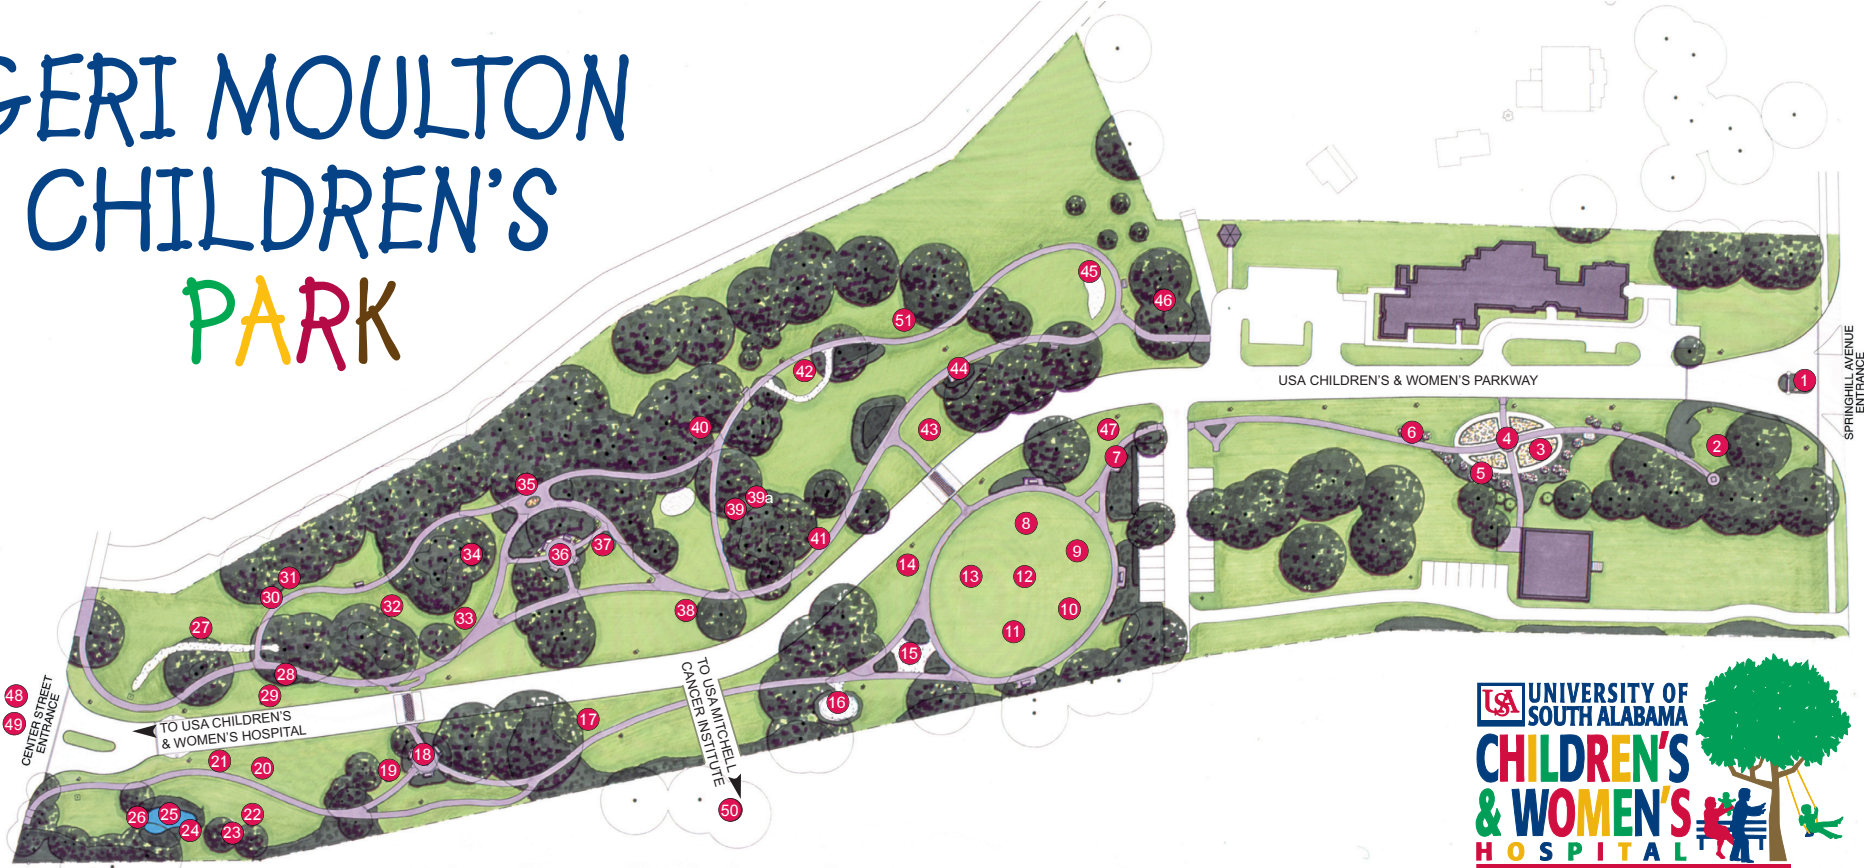 GERI MOULTON
CHILDREN'S
PARK
USA CHILDREN'S & WOMEN'S PARKWAY
SPRINGHILL AVENUE
ENTRANCE
1
2
3
4
5
6
7
8
9
10
11
12
13
14
15
16
17
18
19
20
21
22
23
24
25
26
27
28
29
30
31
32
33
34
35
36
37
38
39
39a
40
41
42
43
44
45
46
47
48
49
50
51
CENTER STREET
ENTRANCE
TO USA CHILDREN'S
& WOMEN'S HOSPITAL
TO USA MITCHELL
CANCER INSTITUTE
USA
UNIVERSITY OF
SOUTH ALABAMA
CHILDREN'S
& WOMEN'S
HOSPITAL